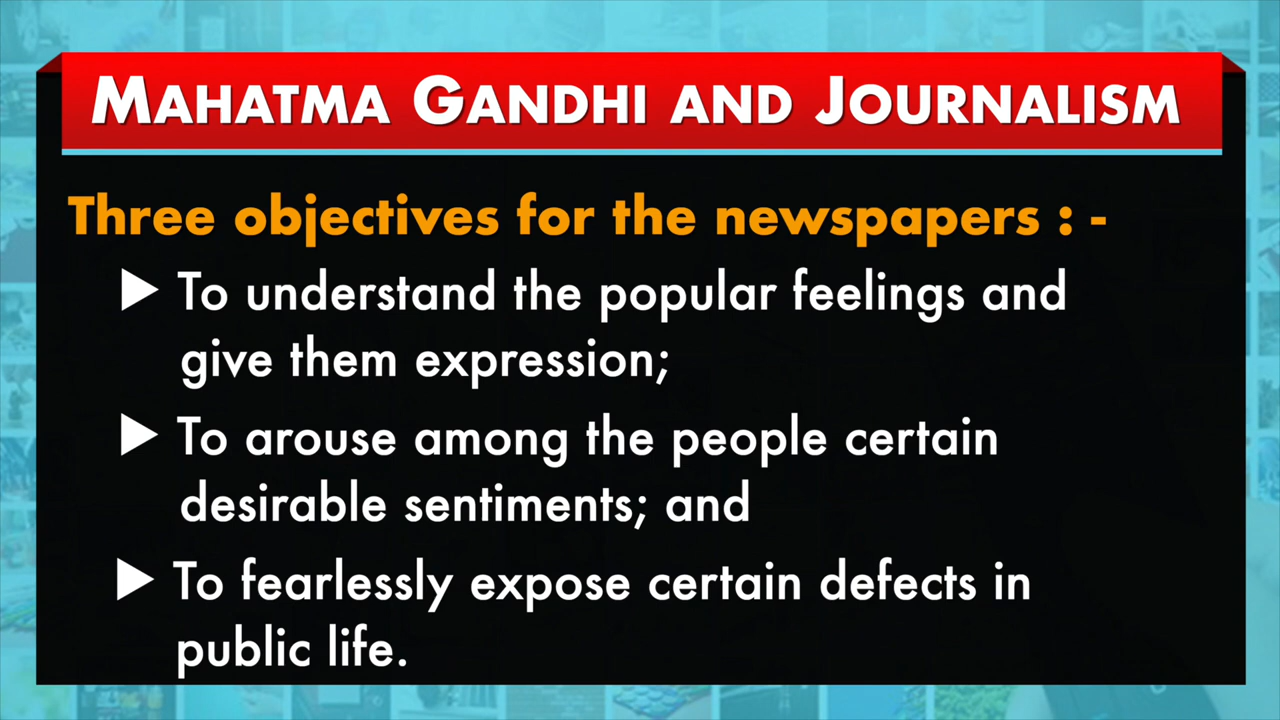 MAHATMA GANDHI AND JOURNALISM
Three objectives for the newspapers : -
▶ To understand the popular feelings and
give them expression;
▶ To arouse among the people certain
desirable sentiments; and
▶ To fearlessly expose certain defects in
public life.